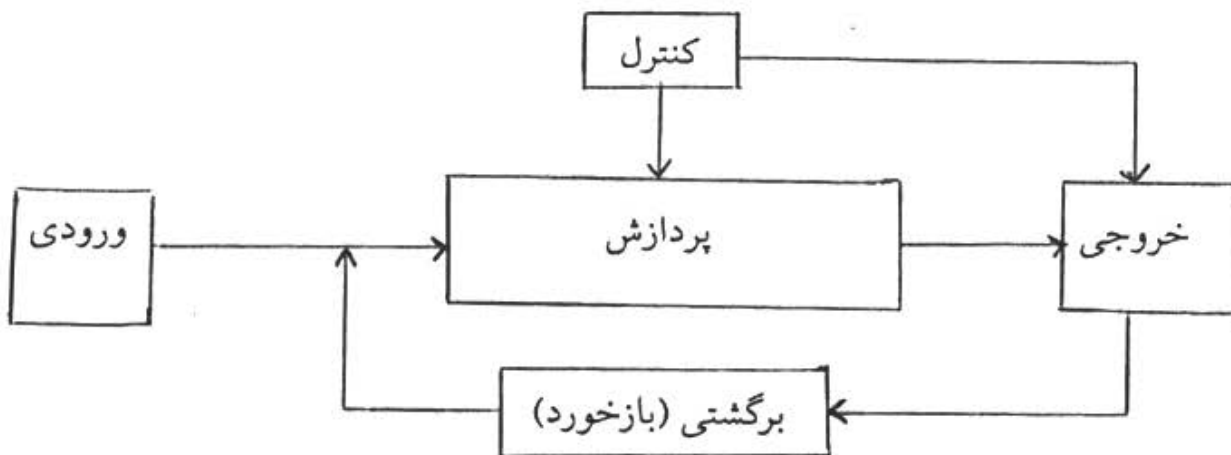 کنترل
ورودی
پردازش
خروجی
برگشتی (بازخورد)